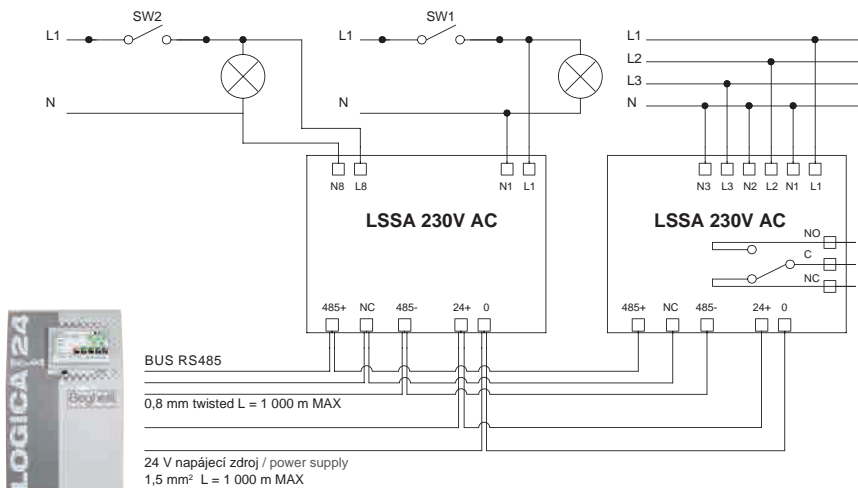 SW2
SW1
L1
L1
L1
L2
L3
N
N
N
N8 L8
N1 L1
N3 L3 N2 L2 N1 L1
LSSA 230V AC
LSSA 230V AC
NO
C
NC
485+ NC 485- 24+ 0
485+ NC 485- 24+ 0
LOGICA 24
Beghelli
BUS RS485
0,8 mm twisted L = 1 000 m MAX
24 V napájecí zdroj / power supply
1,5 mm² L = 1 000 m MAX